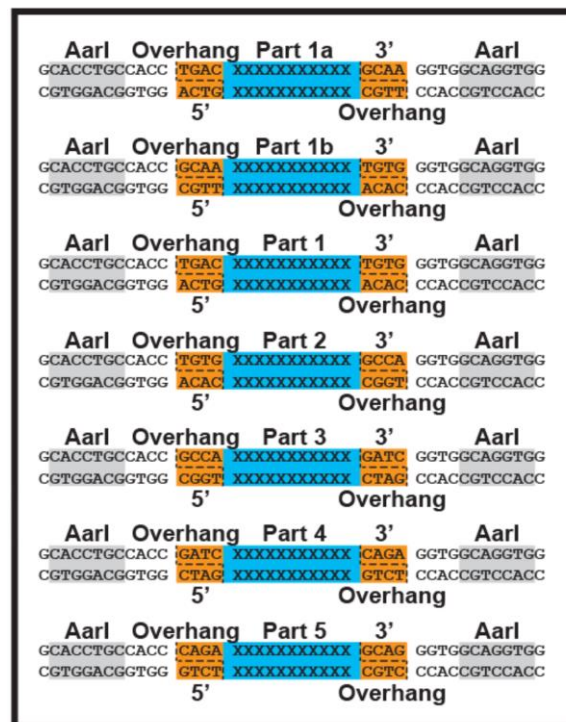 AarI Overhang Part 1a 3’ AarI
GCACCTGCCACC TGAC XXXXXXXXXXX GCAA GGTGGCAGGTGG
CGTGGACGGTGG ACTG XXXXXXXXXXX CGTT CCACCGTCCACC
5’ Overhang
AarI Overhang Part 1b 3’ AarI
GCACCTGCCACC GCAA XXXXXXXXXXX TGTG GGTGGCAGGTGG
CGTGGACGGTGG CGTT XXXXXXXXXXX ACAC CCACCGTCCACC
5’ Overhang
AarI Overhang Part 1 3’ AarI
GCACCTGCCACC TGAC XXXXXXXXXXX TGTG GGTGGCAGGTGG
CGTGGACGGTGG ACTG XXXXXXXXXXX ACAC CCACCGTCCACC
5’ Overhang
AarI Overhang Part 2 3’ AarI
GCACCTGCCACC TGTG XXXXXXXXXXX GCCA GGTGGCAGGTGG
CGTGGACGGTGG ACAC XXXXXXXXXXX CGGT CCACCGTCCACC
5’ Overhang
AarI Overhang Part 3 3’ AarI
GCACCTGCCACC GCCA XXXXXXXXXXX GATC GGTGGCAGGTGG
CGTGGACGGTGG CGGT XXXXXXXXXXX CTAG CCACCGTCCACC
5’ Overhang
AarI Overhang Part 4 3’ AarI
GCACCTGCCACC GATC XXXXXXXXXXX CAGA GGTGGCAGGTGG
CGTGGACGGTGG CTAG XXXXXXXXXXX GTCT CCACCGTCCACC
5’ Overhang
AarI Overhang Part 5 3’ AarI
GCACCTGCCACC CAGA XXXXXXXXXXX GCAG GGTGGCAGGTGG
CGTGGACGGTGG GTCT XXXXXXXXXXX CGTC CCACCGTCCACC
5’ Overhang